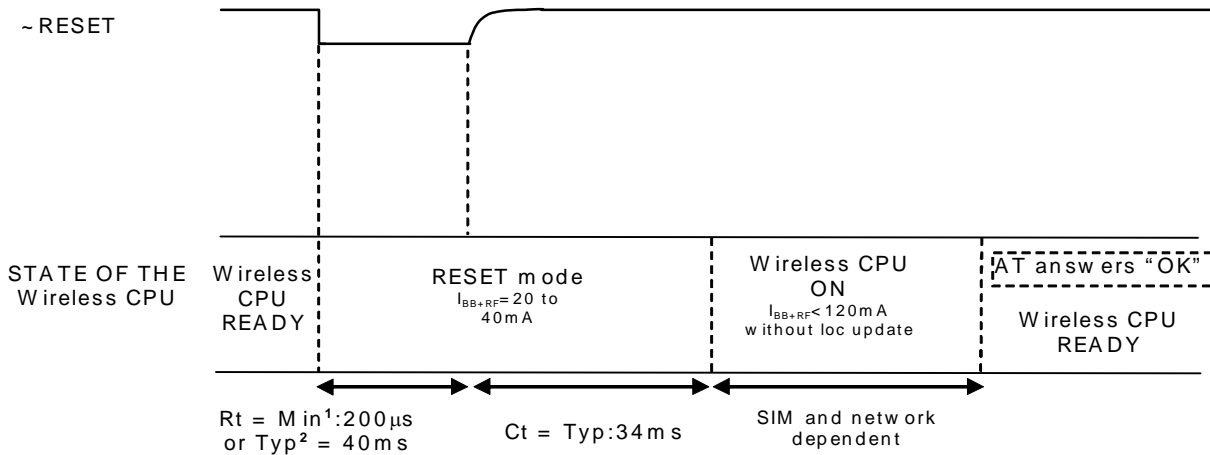 ~RESET
STATE OF THE
Wireless CPU
Wireless
CPU
READY
RESET mode
I_BB+RF=20 to
40mA
Wireless CPU
ON
I_BB+RF<120mA
without loc update
AT answers “OK”
Wireless CPU
READY
Rt = Min¹:200µs
or Typ² = 40ms
Ct = Typ:34ms
SIM and network
dependent